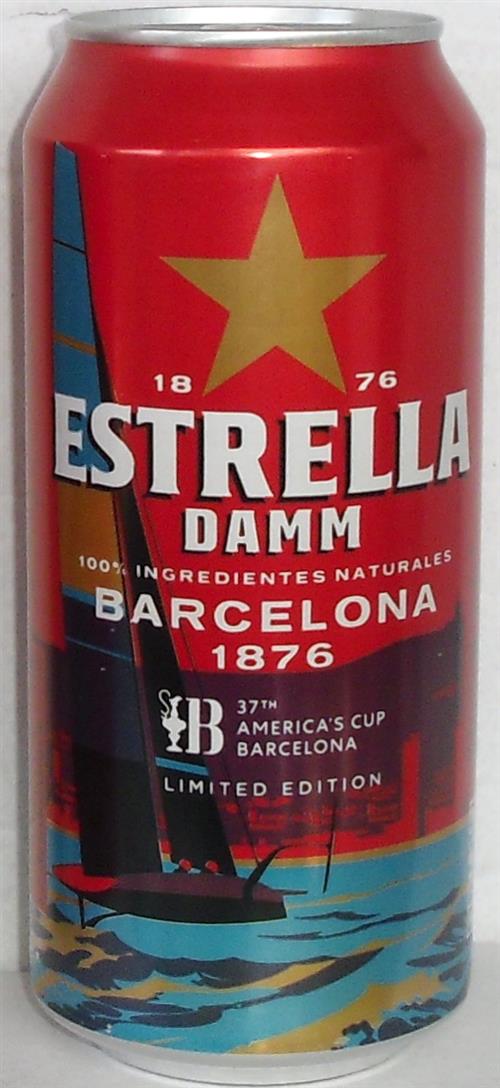 18 76
ESTRELLA
DAMM
100% INGREDIENTES NATURALES
BARCELONA
1876
B
37TH
AMERICA'S CUP
BARCELONA
LIMITED EDITION